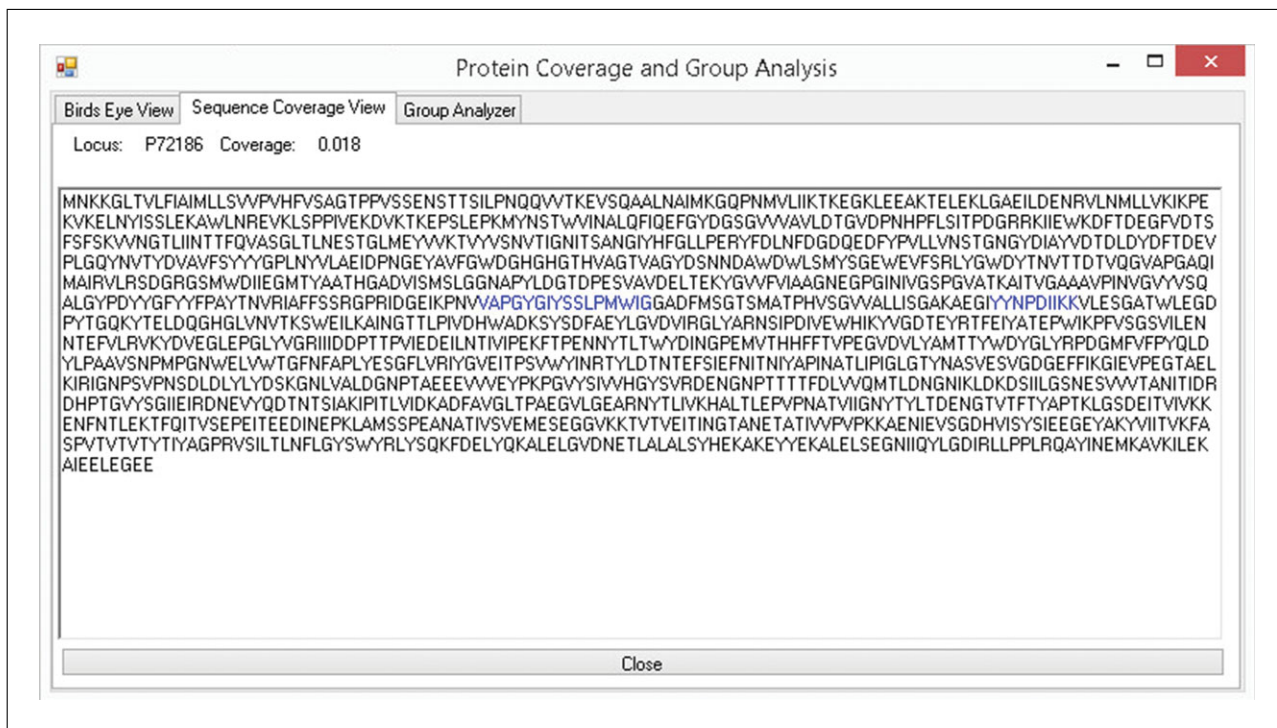 Protein Coverage and Group Analysis
Birds Eye View Sequence Coverage View Group Analyzer
Locus: P72186 Coverage: 0.018
MNKKGLTVLFIAIMLLSVVPVHFVSAGTPPVSSENSTTSILPNQQVVTKEVSQAALNAIMKGQPNMVLIIKTKEGKLEEAKTELEKLGAEILDENRVLNMLLVKIKPE
KVKELNYISSLEKAWLNREVKLSPPIVEKDVKTKEPSLEPKMYNSTWVINALQFIQEFGYDGSGVVVAVLDTGVDPNHPFLSITPDGRRKIIEWKDFTDEGFVDTS
FSFSKVVNGTLIINTTFQVASGLTLNESTGLMEYVVKTVYVSNVTIGNITSANGIYHFGLLPERYFDLNFDGDQEDFYPVLLVNSTGNGYDIAYVDTDLDYDFTDEV
PLGQYNVTYDVAVFSYYYGPLNYVLAEIDPNGEYAVFGWDGHGHGTHVAGTVAGYDSNNDAWDWLSMYSGEWEVFSRLYGWDYTNVTTDTVQGVAPGAQI
MAIRVLRSDGRGSMWDIIEGMTYAATHGADVISMSLGGNAPYLDGTDPESVAVDELTEKYGVVFVIAAGNEGPGINIVGSPGVATKAITVGAAAVPINVGVYVSQ
ALGYPDYYGFYYFPAYTNVRIAFFSSRGPRIDGEIKPNVVAPGYGIYSSLPMWIGGADFMSGTSMATPHVSGVVALLISGAKAEGIYYNPDIIKKVLESGATWLEGD
PYTGQKYTELDQGHGLVNVTKSWEILKAINGTTLPIVDHWADKSYSDFAEYLGVDVIRGLYARNSIPDIVEWHIKYVGDTEYRTFEIYATEPWIKPFVSGSVILEN
NTEFVLRVKYDVEGLEPGLYVGRIIIDDPTTPVIEDEILNTIVIPEKFTPENNYTLTWYDINGPEMVTHHFFTVPEGVDVLYAMTTYWDYGLYRPDGMFVFPYQLD
YLPAAVSNPMPGNWELVWTGFNFAPLYESGFLVRIYGVEITPSVWYINRTYLDTNTEFSIEFNITNIYAPINATLIPIGLGTYNASVESVGDGEFFIKGIEVPEGTAEL
KIRIGNPSVPNSDLDLYLYDSKGNLVALDGNPTAEEEVVVEYPKPGVYSIVVHGYSVRDENGNPTTTTFDLVVQMTLDNGNIKLDKDSIILGSNESVVVTANITIDR
DHPTGVYSGIIEIRDNEVYQDTNTSIAKIPITLVIDKADFAVGLTPAEGVLGEARNYTLIVKHALTLEPVPNATVIIGNYTYLTDENGTVTFTYAPTKLGSDEITVIVKK
ENFNTLEKTFQITVSEPEITEEDINEPKLAMSSPEANATIVSVEMESEGGVKKTVTVEITINGTANETATIVVPVPKKAENIEVSGDHVISYSIEEGEYAKYVIITVKFA
SPVTVTVTYTIYAGPRVSILTLNFLGYSWYRLYSQKFDELYQKALELGVDNETLALALSYHEKAKEYYEKALELSEGNIIQYLGDIRLLPPLRQAYINEMKAVKILEK
AIEELEGEE
Close